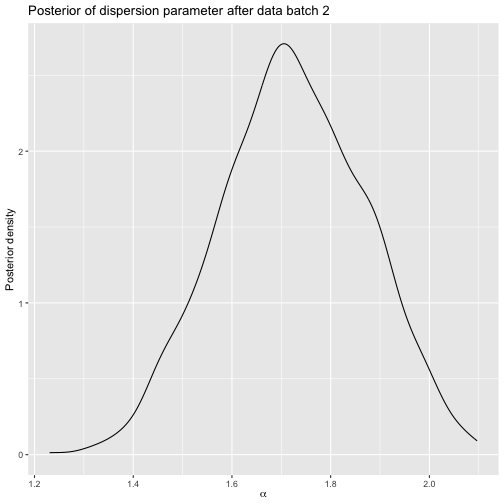 Posterior of dispersion parameter after data batch 2
Posterior density
2
1
0
1.2 1.4 1.6 1.8 2.0
α